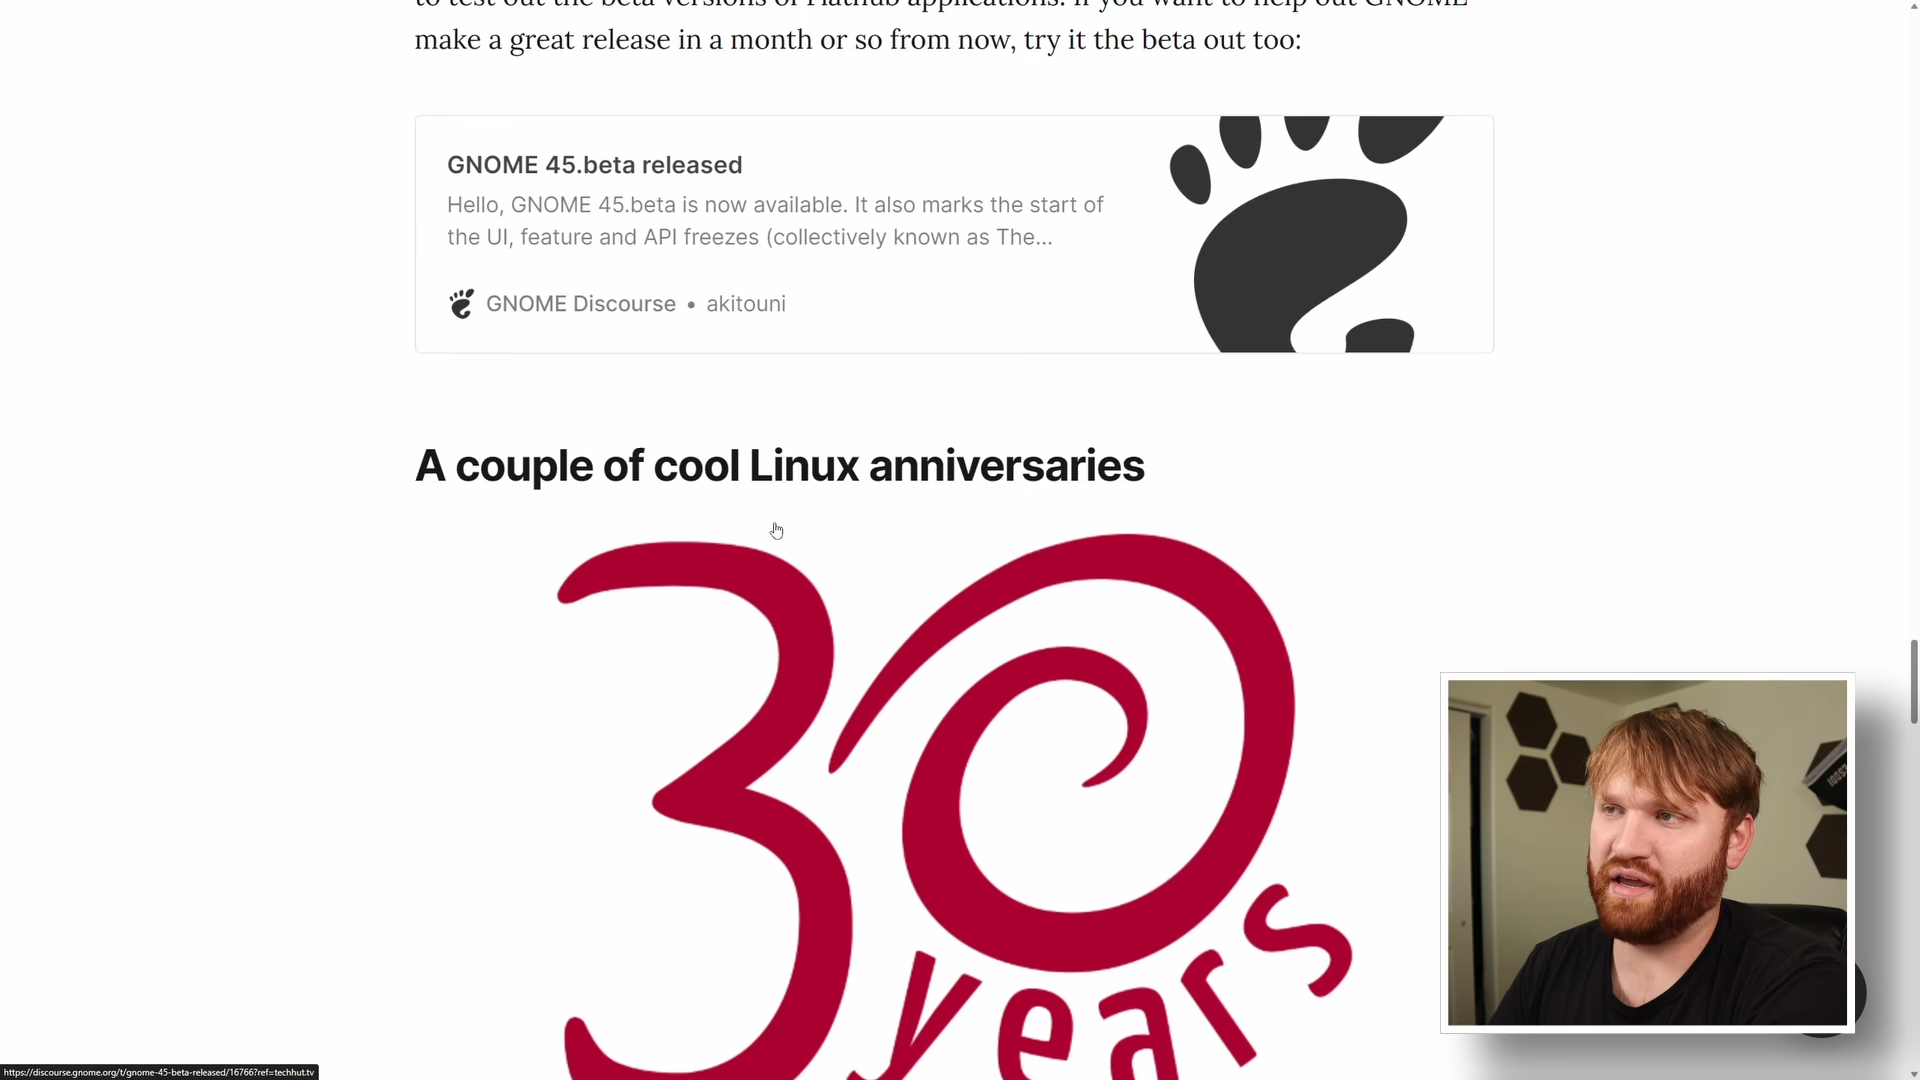 make a great release in a month or so from now, try it the beta out too:
GNOME 45.beta released
Hello, GNOME 45.beta is now available. It also marks the start of
the UI, feature and API freezes (collectively known as The...
GNOME Discourse • akitouni
A couple of cool Linux anniversaries
30
years
https://discourse.gnome.org/t/gnome-45-beta-released/16766?ref=techhut.tv